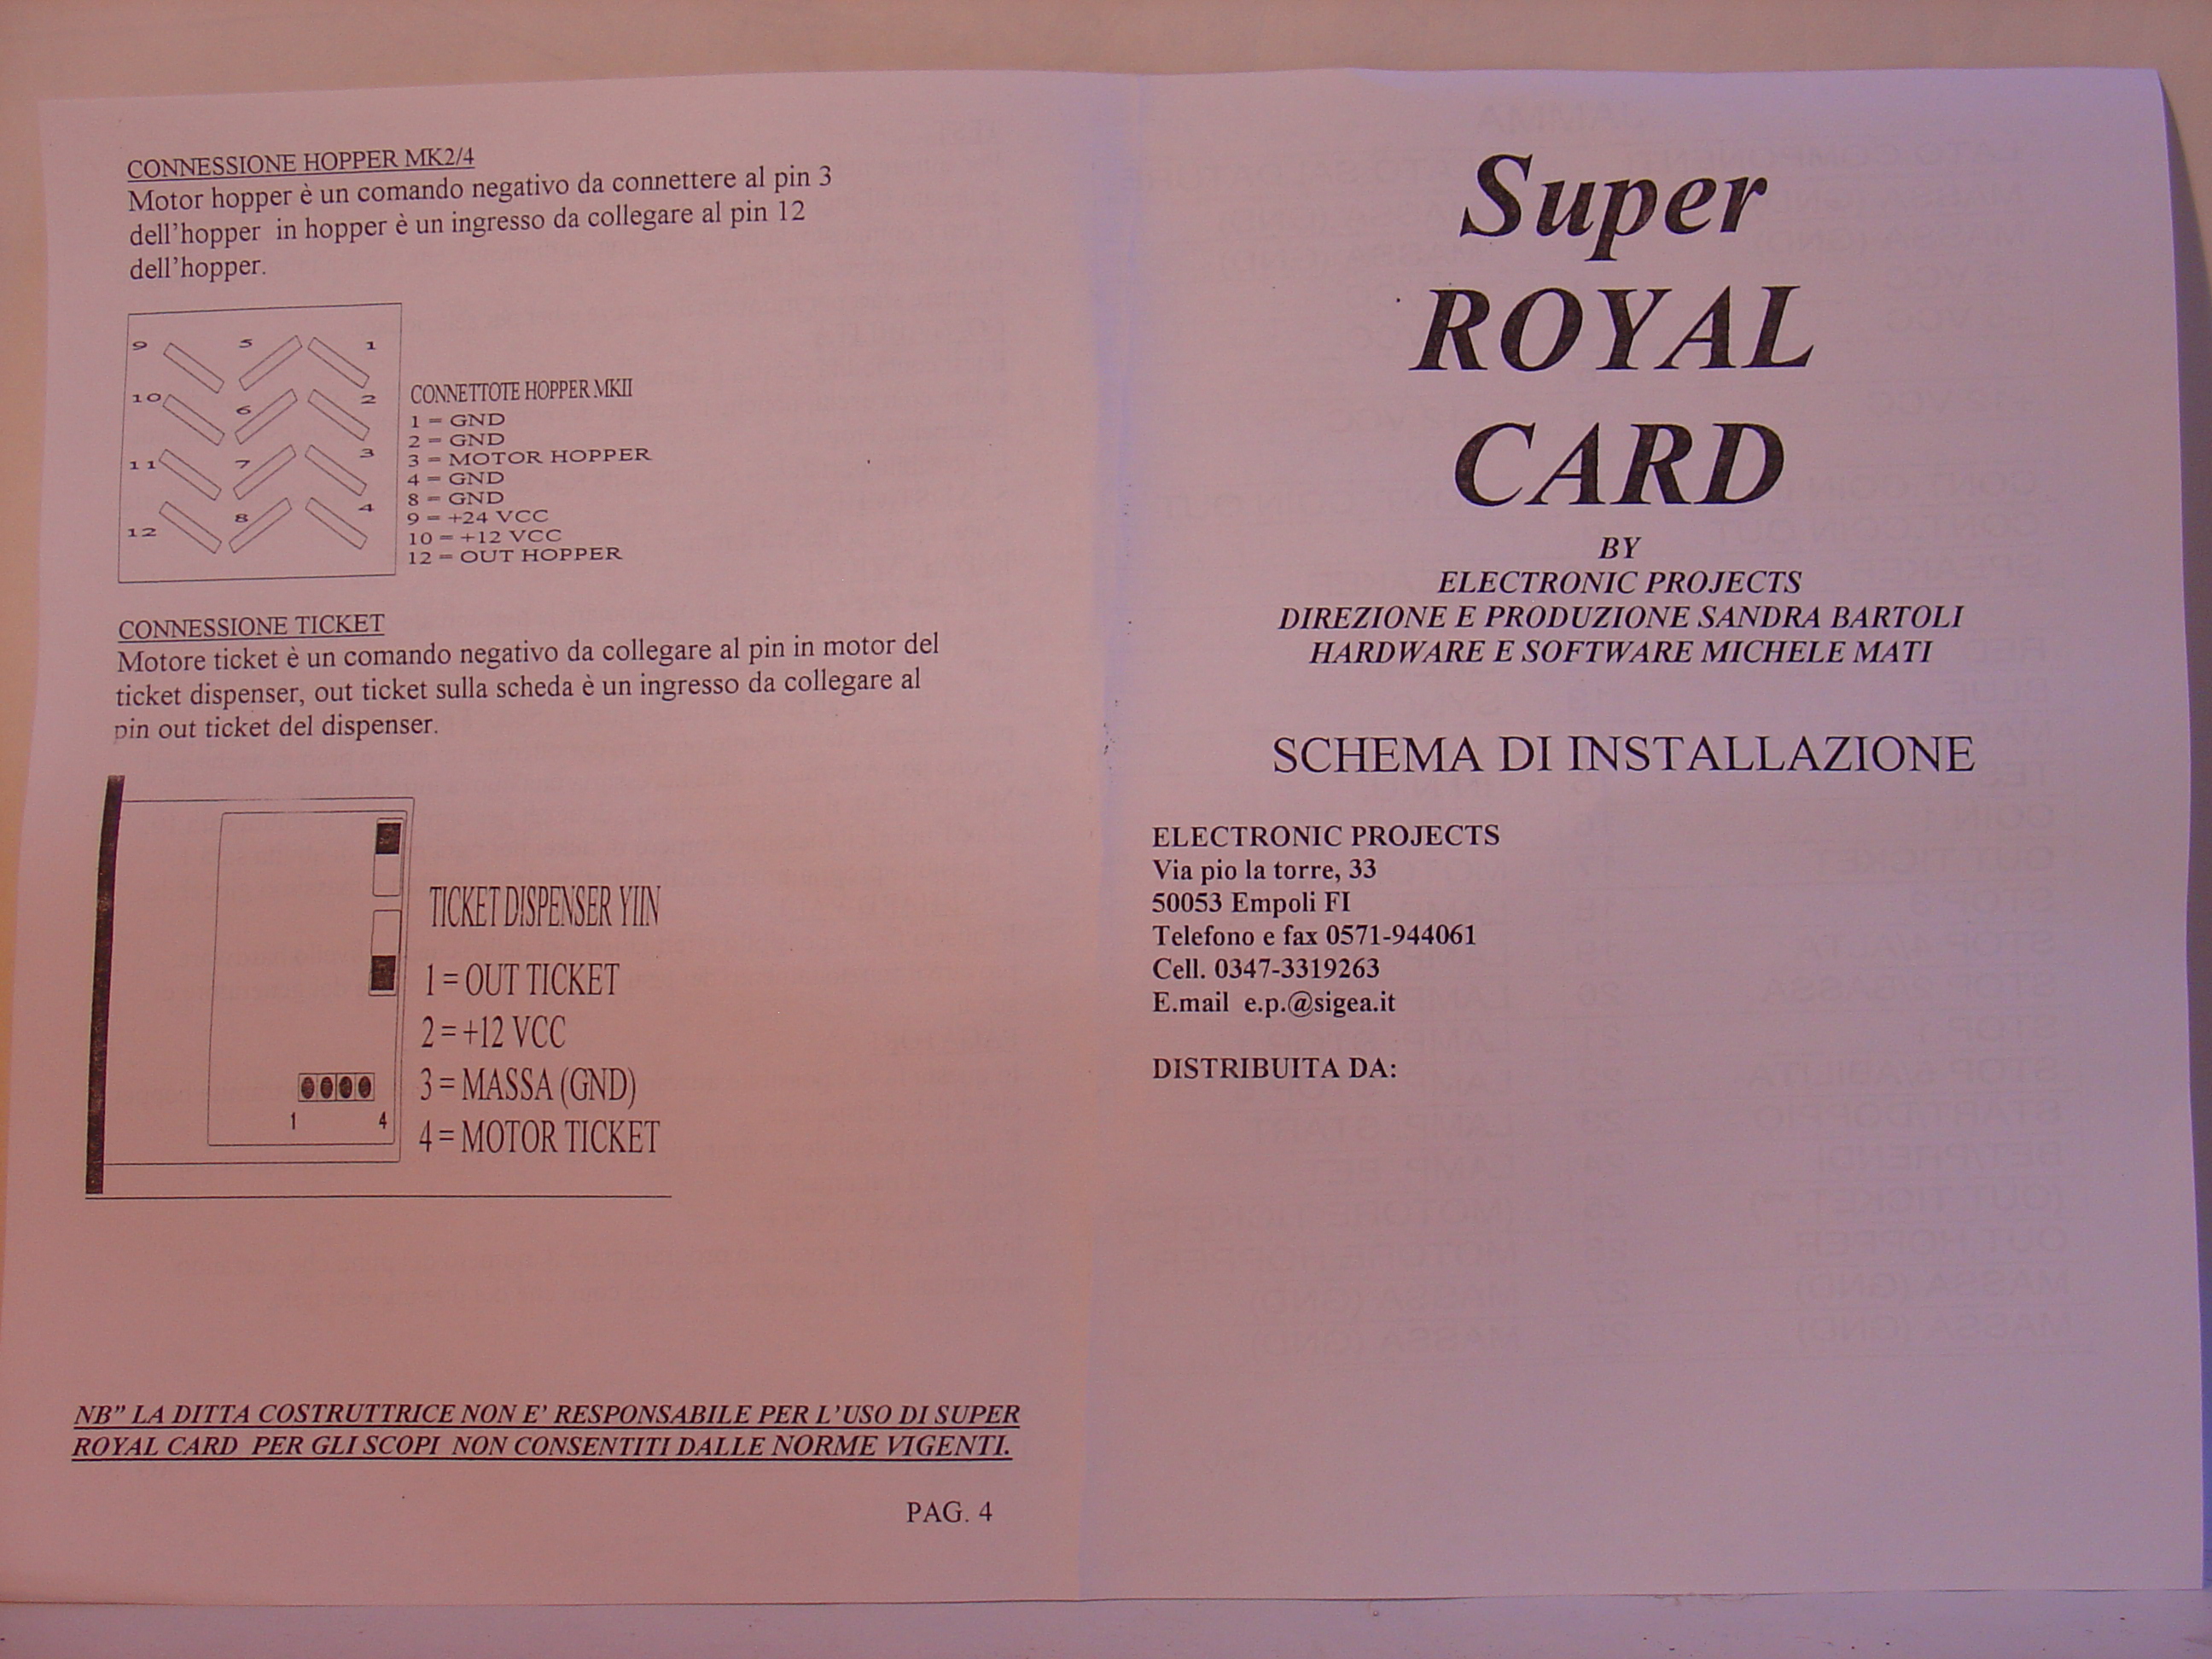 CONNESSIONE HOPPER MK2/4
Motor hopper è un comando negativo da connettere al pin 3
dell'hopper in hopper è un ingresso da collegare al pin 12
dell'hopper.
9 5 1
10 6 2
11 7 3
12 8 4
CONNETTOTE HOPPER MKII
1 = GND
2 = GND
3 = MOTOR HOPPER
4 = GND
8 = GND
9 = +24 VCC
10 = +12 VCC
12 = OUT HOPPER
CONNESSIONE TICKET
Motore ticket è un comando negativo da collegare al pin in motor del
ticket dispenser, out ticket sulla scheda è un ingresso da collegare al
pin out ticket del dispenser.
TICKET DISPENSER YIIN
1 = OUT TICKET
2 = +12 VCC
3 = MASSA (GND)
4 = MOTOR TICKET
1 4
NB" LA DITTA COSTRUTTRICE NON E' RESPONSABILE PER L'USO DI SUPER
ROYAL CARD PER GLI SCOPI NON CONSENTITI DALLE NORME VIGENTI.
PAG. 4
Super
ROYAL
CARD
BY
ELECTRONIC PROJECTS
DIREZIONE E PRODUZIONE SANDRA BARTOLI
HARDWARE E SOFTWARE MICHELE MATI
SCHEMA DI INSTALLAZIONE
ELECTRONIC PROJECTS
Via pio la torre, 33
50053 Empoli FI
Telefono e fax 0571-944061
Cell. 0347-3319263
E.mail e.p.@sigea.it
DISTRIBUITA DA: